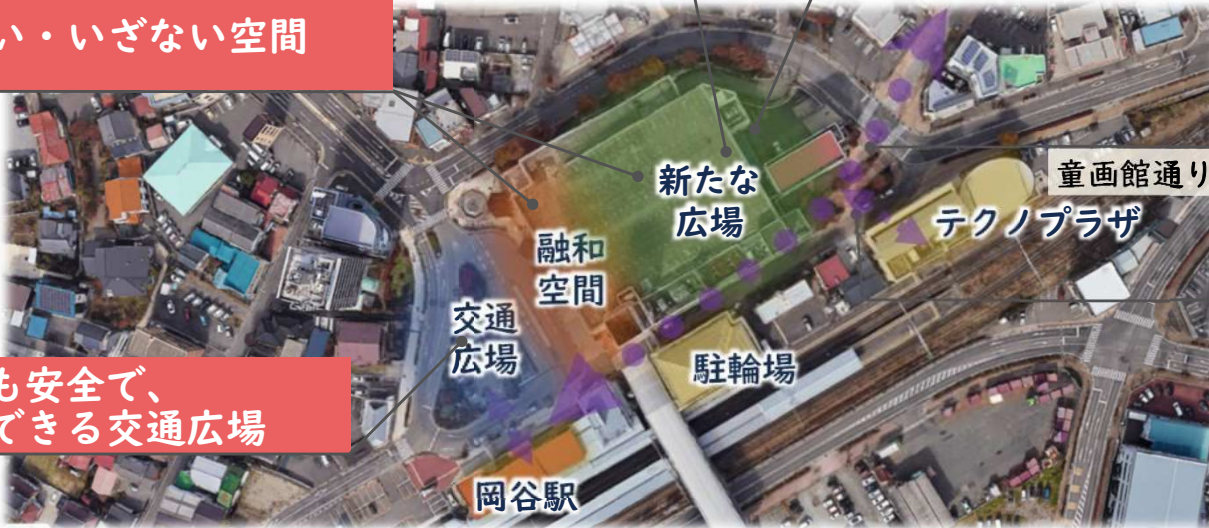 い・いざない空間
新たな
広場
童画館通り
テクノプラザ
融和
空間
交通
広場
駐輪場
も安全で、
できる交通広場
岡谷駅